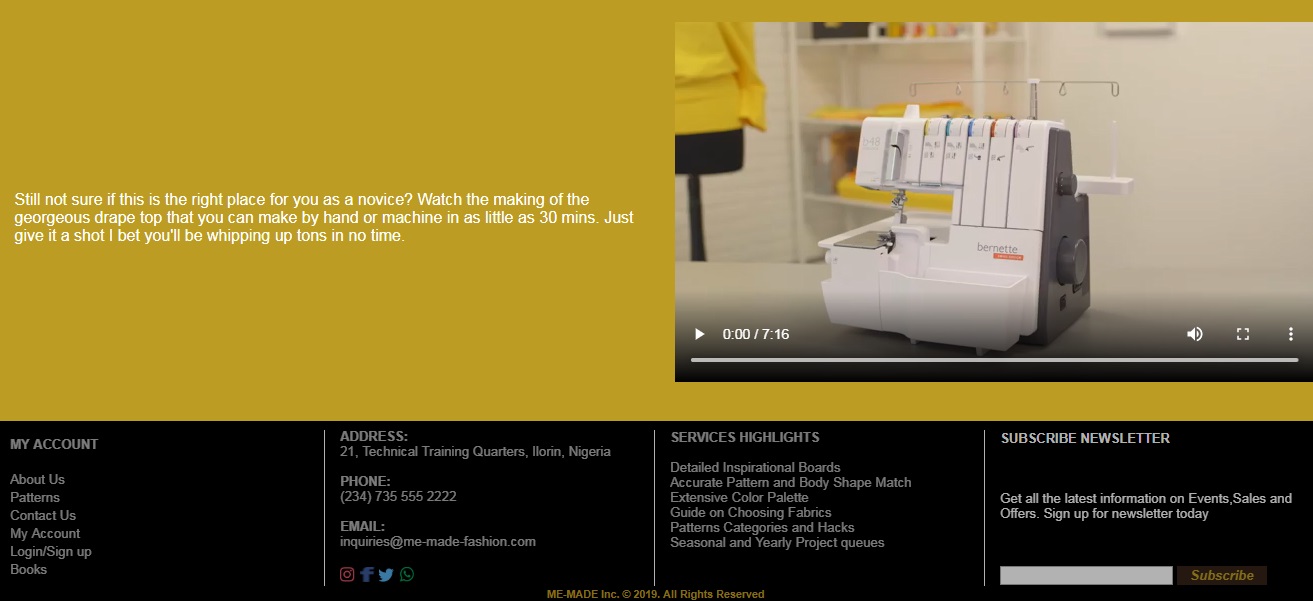 Still not sure if this is the right place for you as a novice? Watch the making of the
georgeous drape top that you can make by hand or machine in as little as 30 mins. Just
give it a shot I bet you'll be whipping up tons in no time.
b48
bernette
0:00 / 7:16
MY ACCOUNT
About Us
Patterns
Contact Us
My Account
Login/Sign up
Books
ADDRESS:
21, Technical Training Quarters, Ilorin, Nigeria
PHONE:
(234) 735 555 2222
EMAIL:
inquiries@me-made-fashion.com
SERVICES HIGHLIGHTS
Detailed Inspirational Boards
Accurate Pattern and Body Shape Match
Extensive Color Palette
Guide on Choosing Fabrics
Patterns Categories and Hacks
Seasonal and Yearly Project queues
SUBSCRIBE NEWSLETTER
Get all the latest information on Events,Sales and
Offers. Sign up for newsletter today
Subscribe
ME-MADE Inc. © 2019. All Rights Reserved